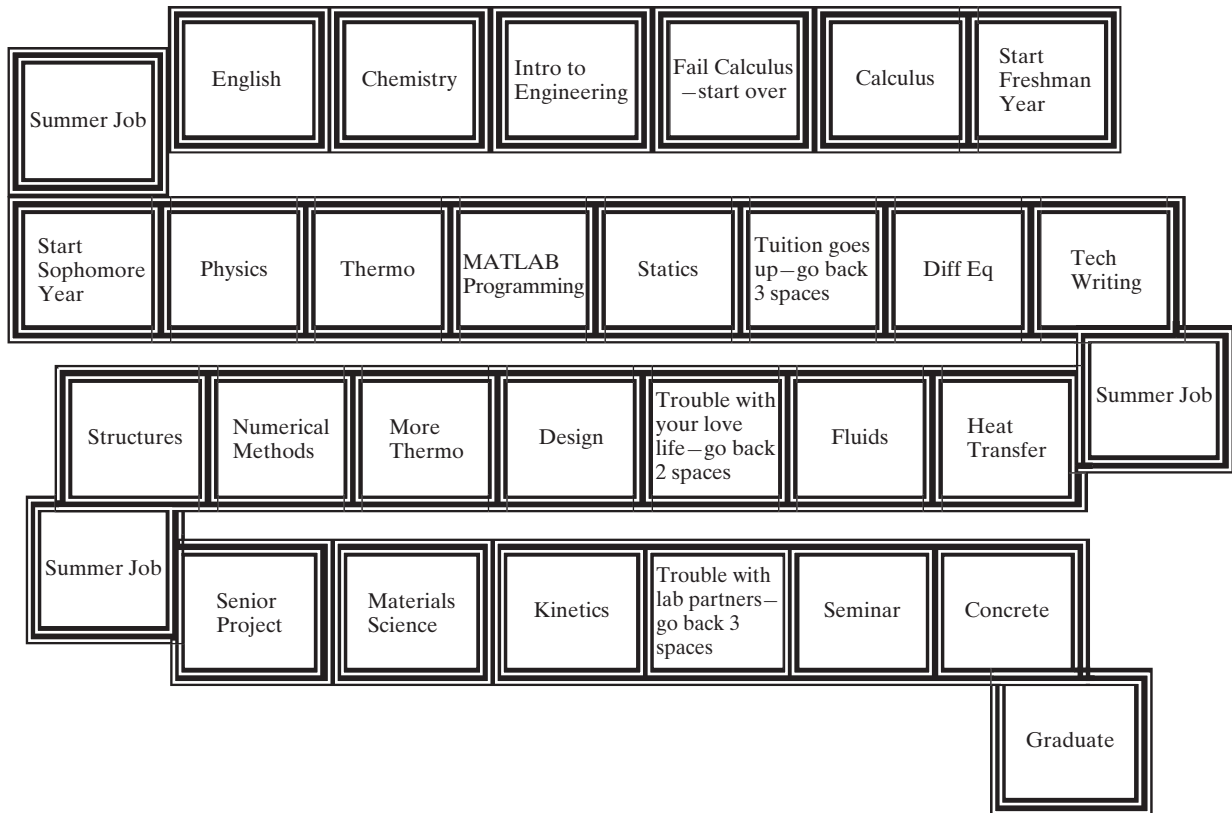 English
Chemistry
Intro to
Engineering
Fail Calculus
–start over
Calculus
Start
Freshman
Year
Summer Job
Start
Sophomore
Year
Physics
Thermo
MATLAB
Programming
Statics
Tuition goes
up–go back
3 spaces
Diff Eq
Tech
Writing
Summer Job
Structures
Numerical
Methods
More
Thermo
Design
Trouble with
your love
life–go back
2 spaces
Fluids
Heat
Transfer
Summer Job
Senior
Project
Materials
Science
Kinetics
Trouble with
lab partners–
go back 3
spaces
Seminar
Concrete
Graduate